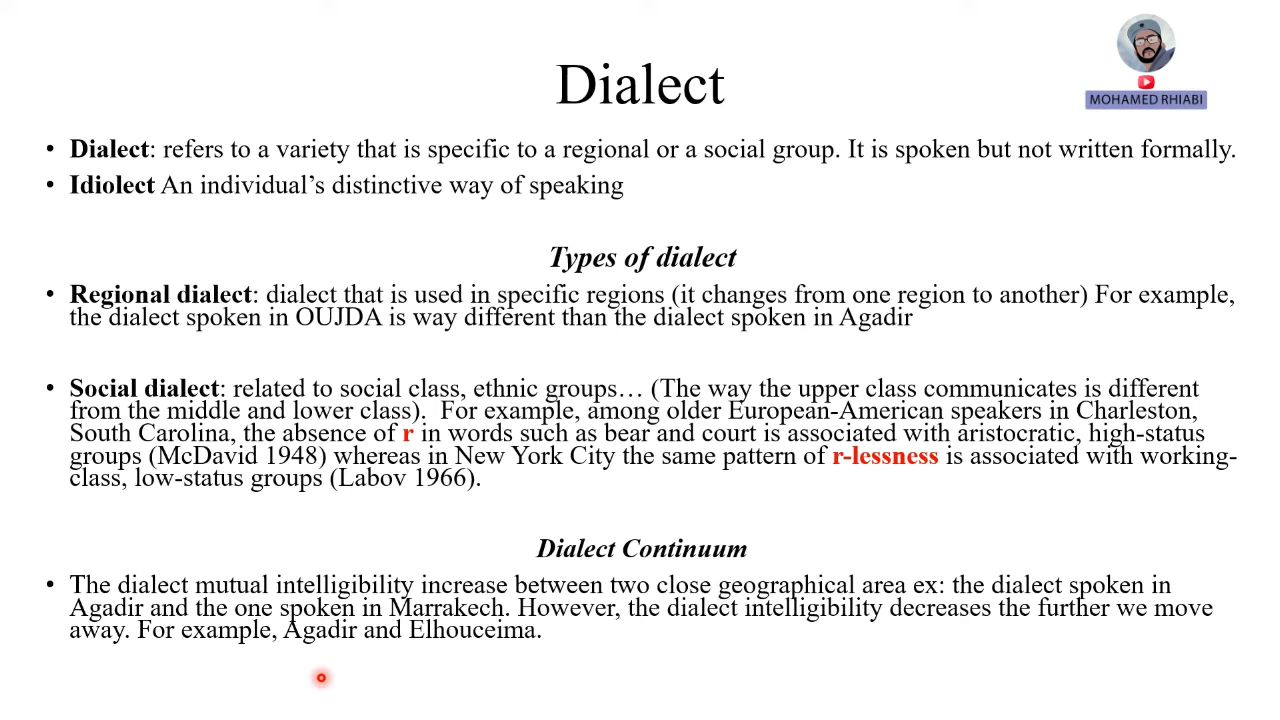 MOHAMED RHIABI
Dialect
• Dialect: refers to a variety that is specific to a regional or a social group. It is spoken but not written formally.
• Idiolect An individual’s distinctive way of speaking
Types of dialect
• Regional dialect: dialect that is used in specific regions (it changes from one region to another) For example,
the dialect spoken in OUJDA is way different than the dialect spoken in Agadir
• Social dialect: related to social class, ethnic groups… (The way the upper class communicates is different
from the middle and lower class).  For example, among older European-American speakers in Charleston,
South Carolina, the absence of r in words such as bear and court is associated with aristocratic, high-status
groups (McDavid 1948) whereas in New York City the same pattern of r-lessness is associated with working-
class, low-status groups (Labov 1966).
Dialect Continuum
• The dialect mutual intelligibility increase between two close geographical area ex: the dialect spoken in
Agadir and the one spoken in Marrakech. However, the dialect intelligibility decreases the further we move
away. For example, Agadir and Elhouceima.